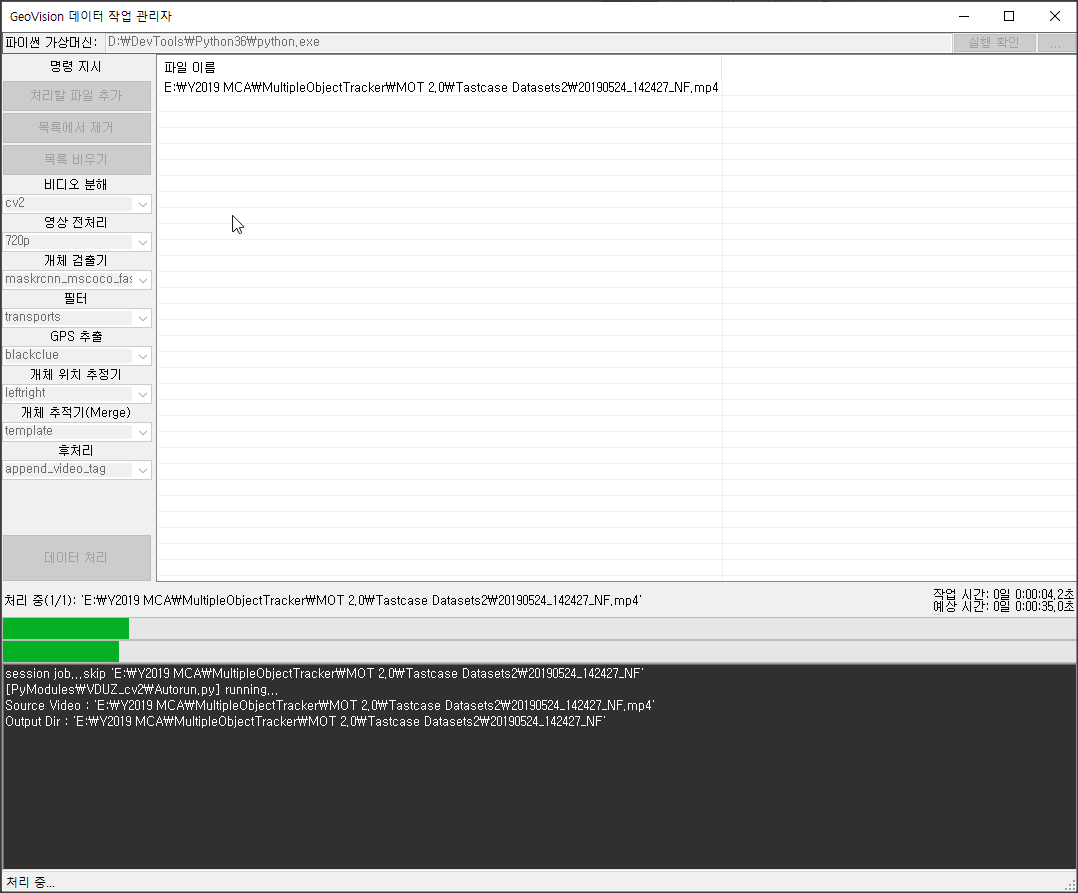 GeoVision 데이터 작업 관리자
파이썬 가상머신: D:₩DevTools₩Python36₩python.exe 실행 확인 ...
명령 지시
처리할 파일 추가
목록에서 제거
목록 비우기
비디오 분해
cv2
영상 전처리
720p
개체 검출기
maskrcnn_mscoco_fas
필터
transports
GPS 추출
blackclue
개체 위치 추정기
leftright
개체 추적기(Merge)
template
후처리
append_video_tag
데이터 처리
파일 이름
E:₩Y2019 MCA₩MultipleObjectTracker₩MOT 2.0₩Tastcase Datasets2₩20190524_142427_NF.mp4
처리 중(1/1): 'E:₩Y2019 MCA₩MultipleObjectTracker₩MOT 2.0₩Tastcase Datasets2₩20190524_142427_NF.mp4'
작업 시간: 0일 0:00:04.2초
예상 시간: 0일 0:00:35.0초
session job...skip 'E:₩Y2019 MCA₩MultipleObjectTracker₩MOT 2.0₩Tastcase Datasets2₩20190524_142427_NF'
[PyModules₩VDUZ_cv2₩Autorun.py] running...
Source Video : 'E:₩Y2019 MCA₩MultipleObjectTracker₩MOT 2.0₩Tastcase Datasets2₩20190524_142427_NF.mp4'
Output Dir : 'E:₩Y2019 MCA₩MultipleObjectTracker₩MOT 2.0₩Tastcase Datasets2₩20190524_142427_NF'
처리 중...